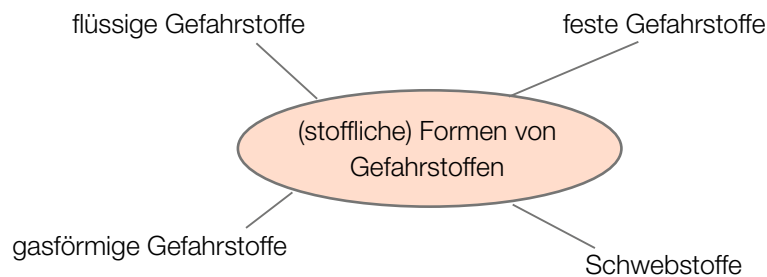 flüssige Gefahrstoffe
feste Gefahrstoffe
(stoffliche) Formen von
Gefahrstoffen
gasförmige Gefahrstoffe
Schwebstoffe